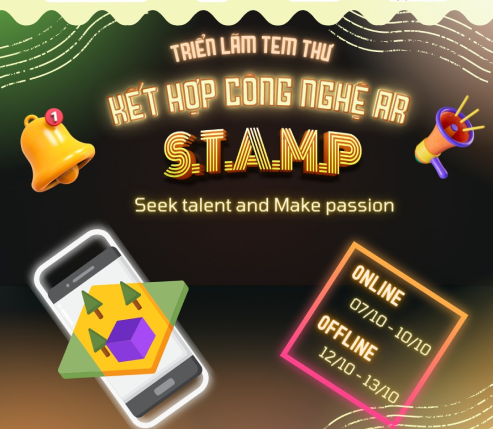 TRIỂN LÃM TEM THƯ
KẾT HỢP CÔNG NGHỆ AR
S.T.A.M.P
Seek talent and Make passion
1
ONLINE
07/10 - 10/10
OFFLINE
12/10 - 13/10